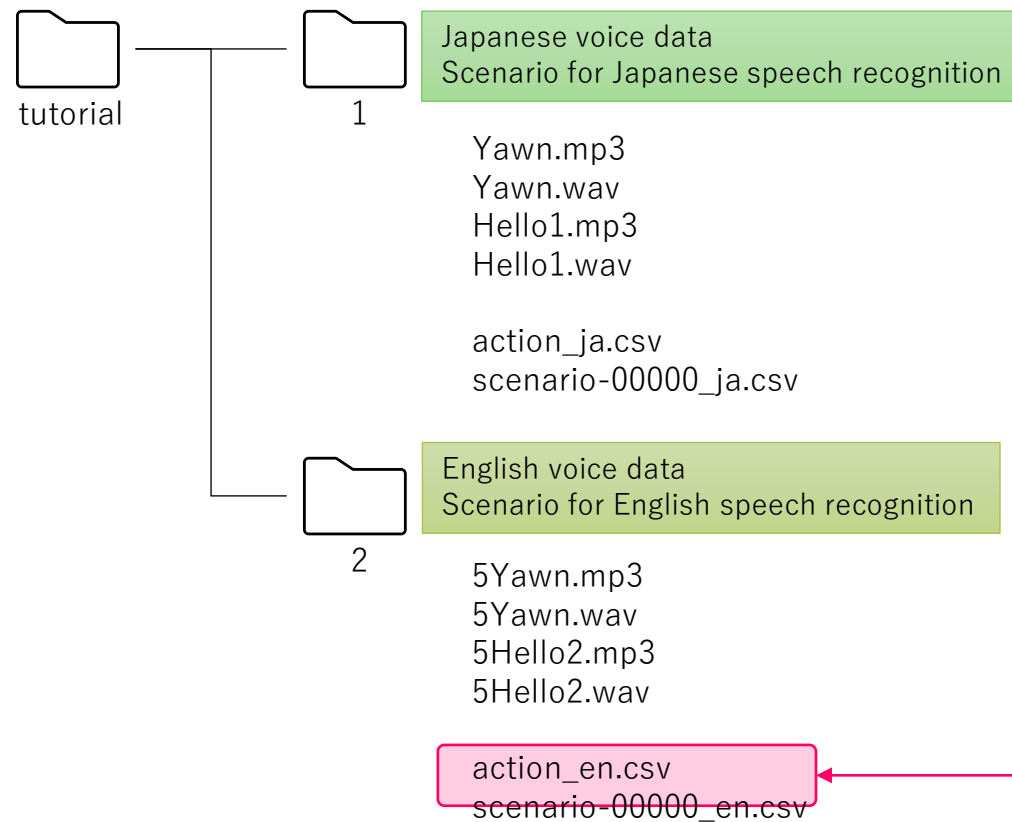 tutorial
1
Japanese voice data
Scenario for Japanese speech recognition
Yawn.mp3
Yawn.wav
Hello1.mp3
Hello1.wav
action_ja.csv
scenario-00000_ja.csv
2
English voice data
Scenario for English speech recognition
5Yawn.mp3
5Yawn.wav
5Hello2.mp3
5Hello2.wav
action_en.csv
scenario-00000_en.csv